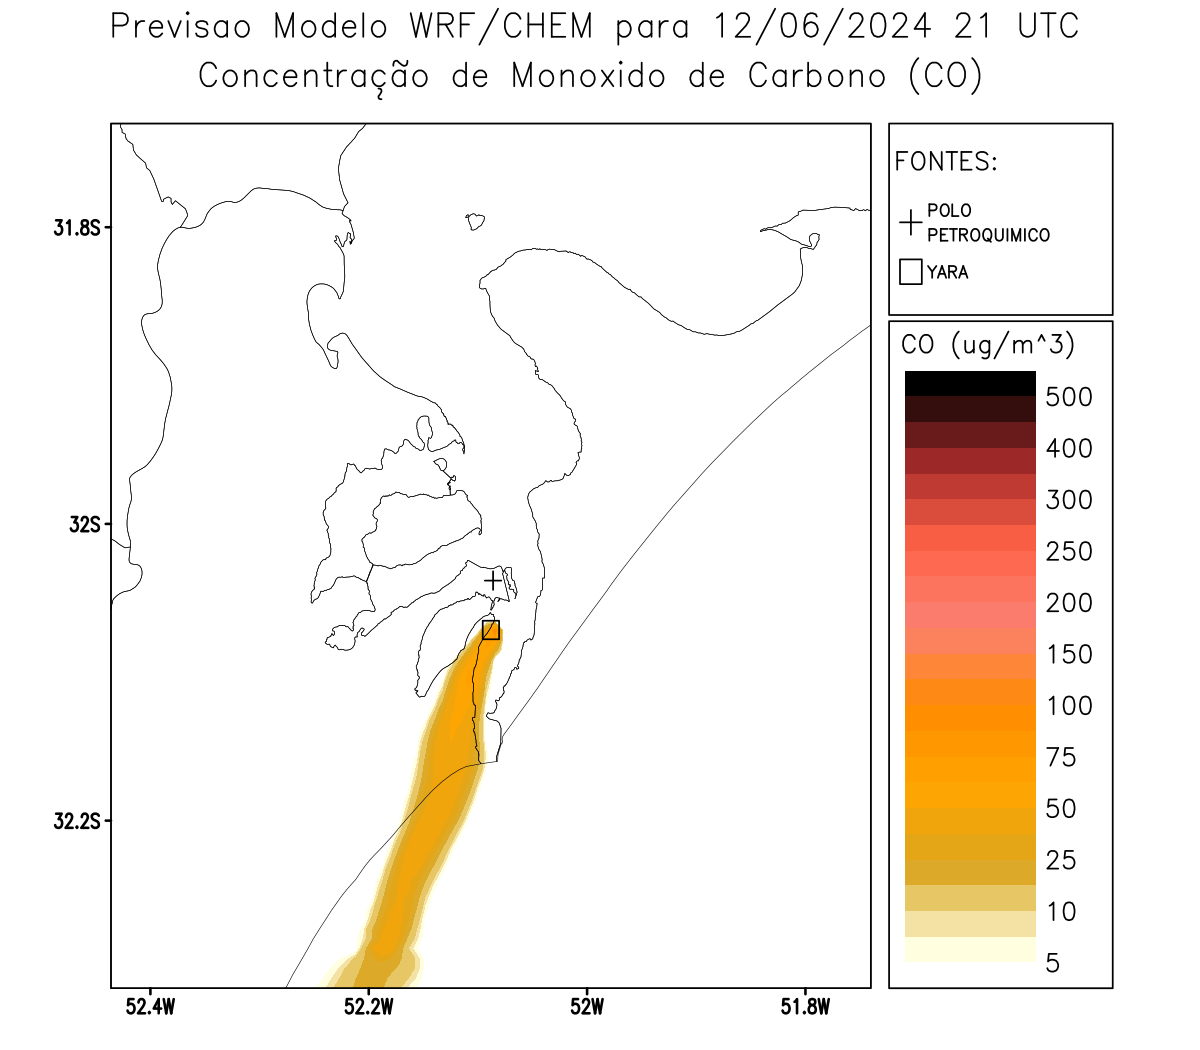 Previsao Modelo WRF/CHEM para 12/06/2024 21 UTC
Concentração de Monoxido de Carbono (CO)
FONTES:
POLO
PETROQUIMICO
YARA
CO (ug/m^3)
500
400
300
250
200
150
100
75
50
25
10
5
31.8S
32S
32.2S
52.4W
52.2W
52W
51.8W